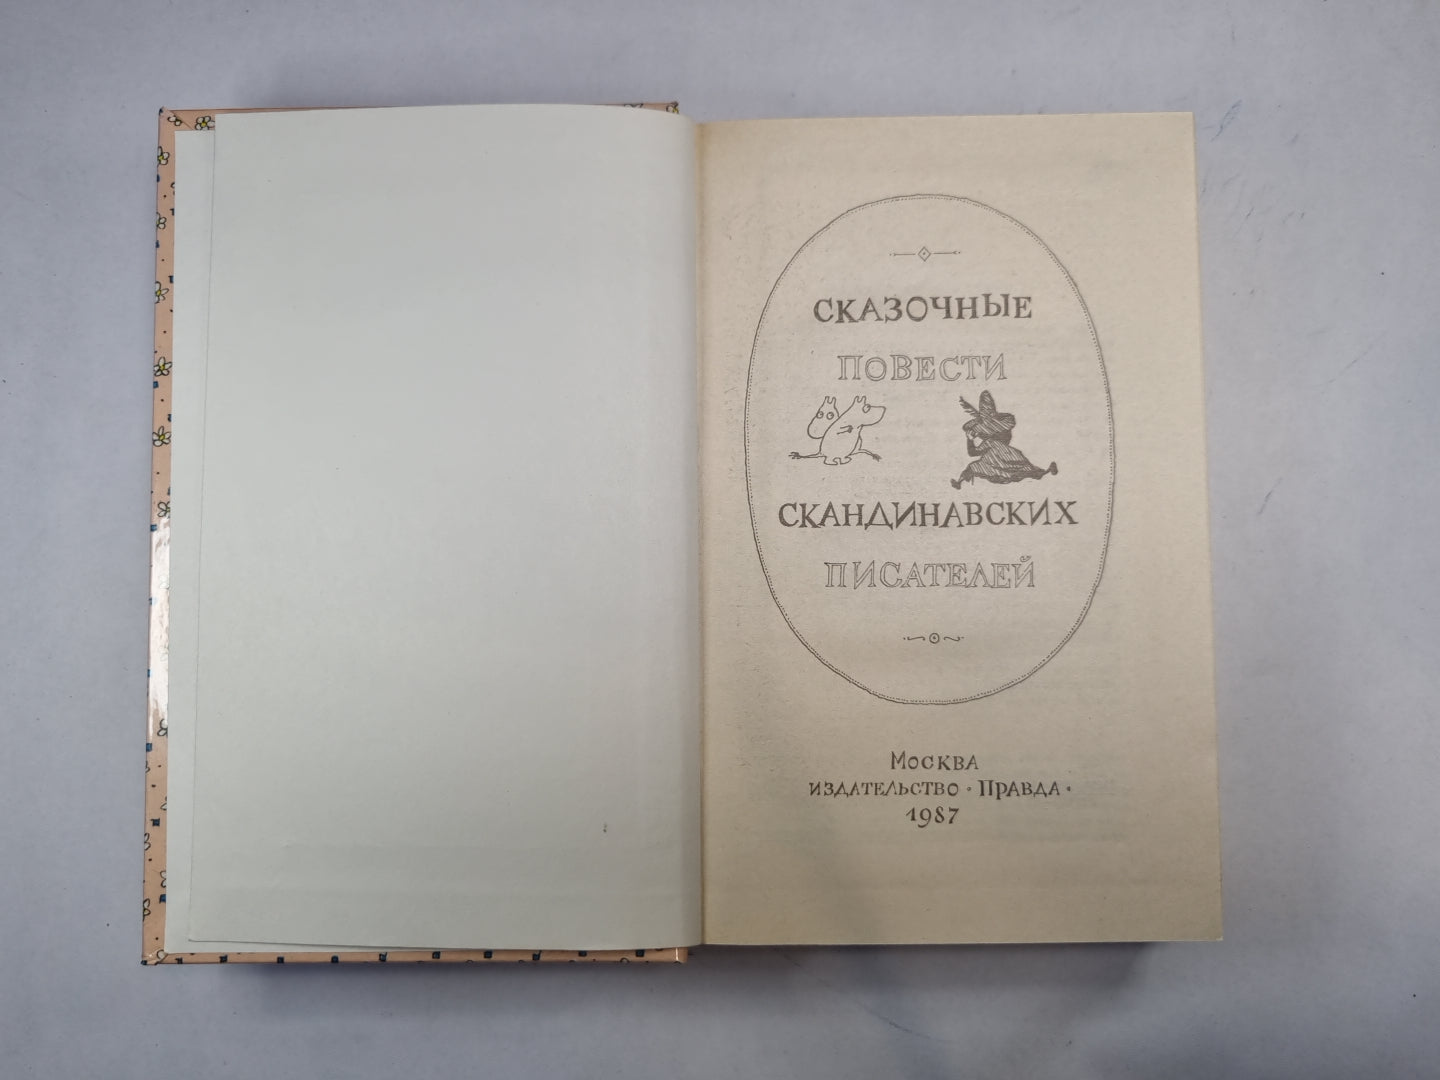 СКАЗОЧНЫЕ
ПОВЕСТИ
СКАНДИНАВСКИХ
ПИСАТЕЛЕЙ
МОСКВА
ИЗДАТЕЛЬСТВО • ПРАВДА •
1987